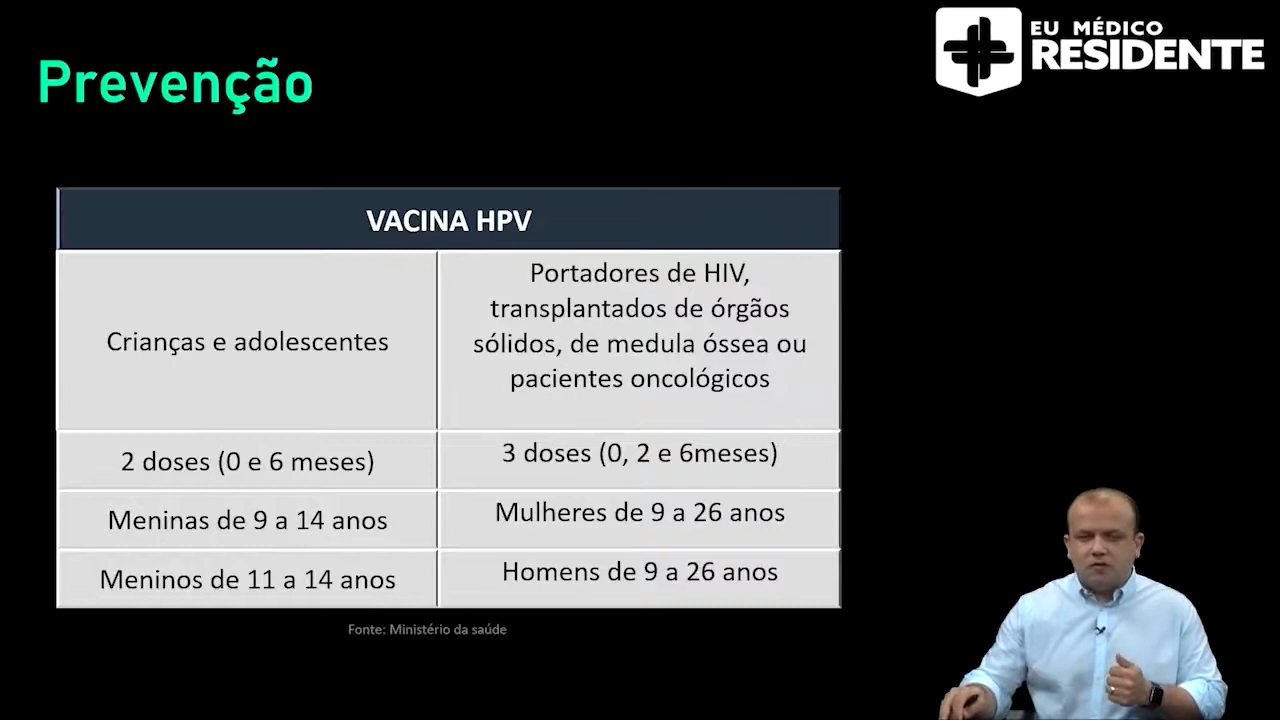 EU MÉDICO
RESIDENTE
Prevenção
VACINA HPV
Crianças e adolescentes
Portadores de HIV,
transplantados de órgãos
sólidos, de medula óssea ou
pacientes oncológicos
2 doses (0 e 6 meses)
3 doses (0, 2 e 6meses)
Meninas de 9 a 14 anos
Mulheres de 9 a 26 anos
Meninos de 11 a 14 anos
Homens de 9 a 26 anos
Fonte: Ministério da saúde